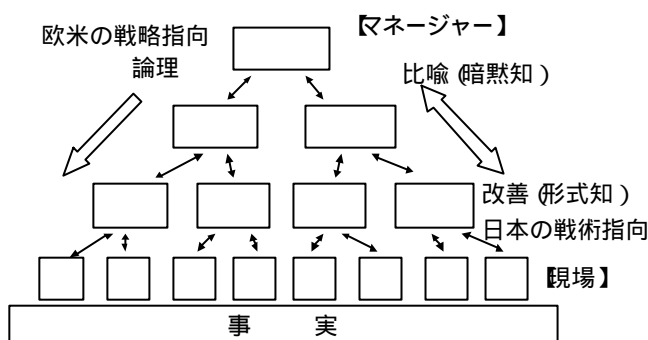 欧米の戦略指向
論理
【マネージャー】
比喩（暗黙知）
改善（形式知）
日本の戦術指向
【現場】
事 実